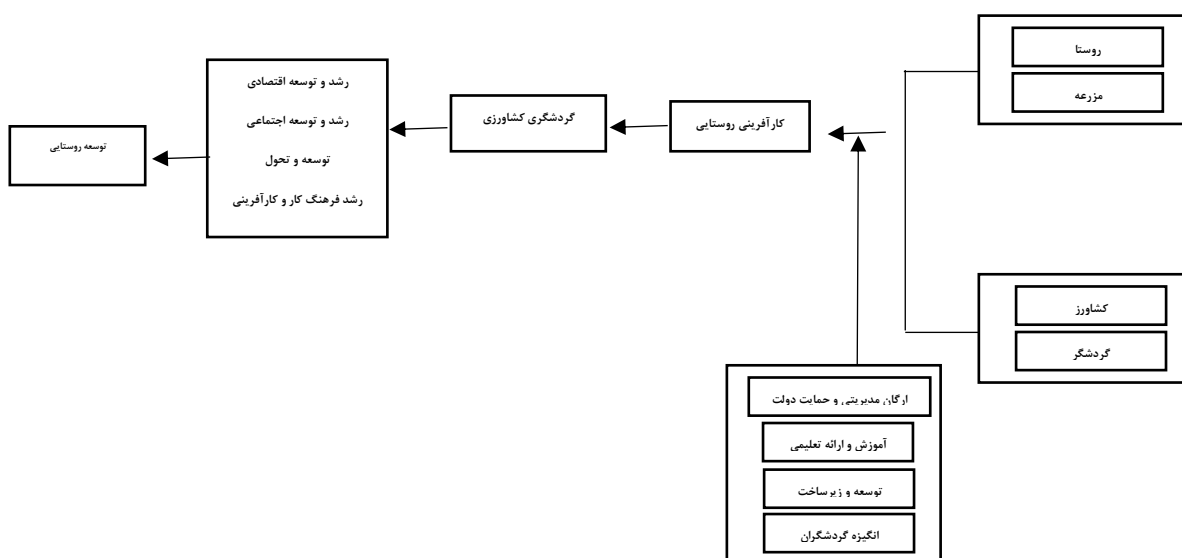 روستا
مزرعه
کشاورز
گردشگر
ارگان مدیریتی و حمایت دولت
آموزش و ارائه تعلیمی
توسعه و زیرساخت
انگیزه گردشگران
کارآفرینی روستایی
گردشگری کشاورزی
رشد و توسعه اقتصادی
رشد و توسعه اجتماعی
توسعه و تحول
رشد فرهنگ کار و کارآفرینی
توسعه روستایی